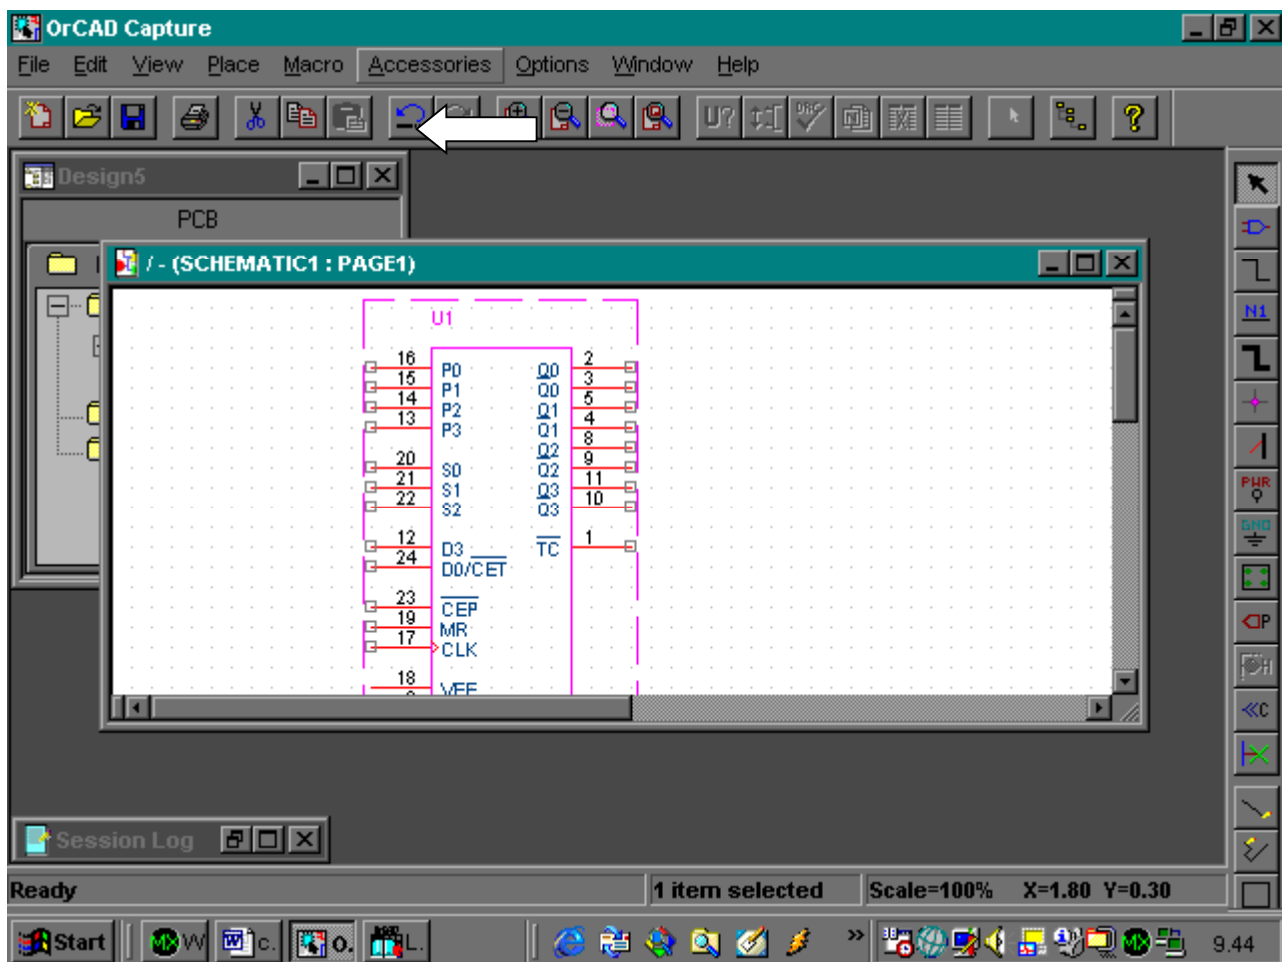 OrCAD Capture
File Edit View Place Macro Accessories Options Window Help
U? DRC N
Design5
PCB
/ - (SCHEMATIC1 : PAGE1)
U1
16 P0 Q0 2
15 P1 Q0 3
14 P2 Q1 5
13 P3 Q1 4
Q2 8
20 S0 Q2 9
21 S1 Q3 11
22 S2 Q3 10
12 D3 TC 1
24 D0/CET
23 CEP
19 MR
17 CLK
18 VEE
N1
PWR
GND
P
H
C
Session Log
Ready 1 item selected Scale=100% X=1.80 Y=0.30
Start W c. O. L. » 9.44